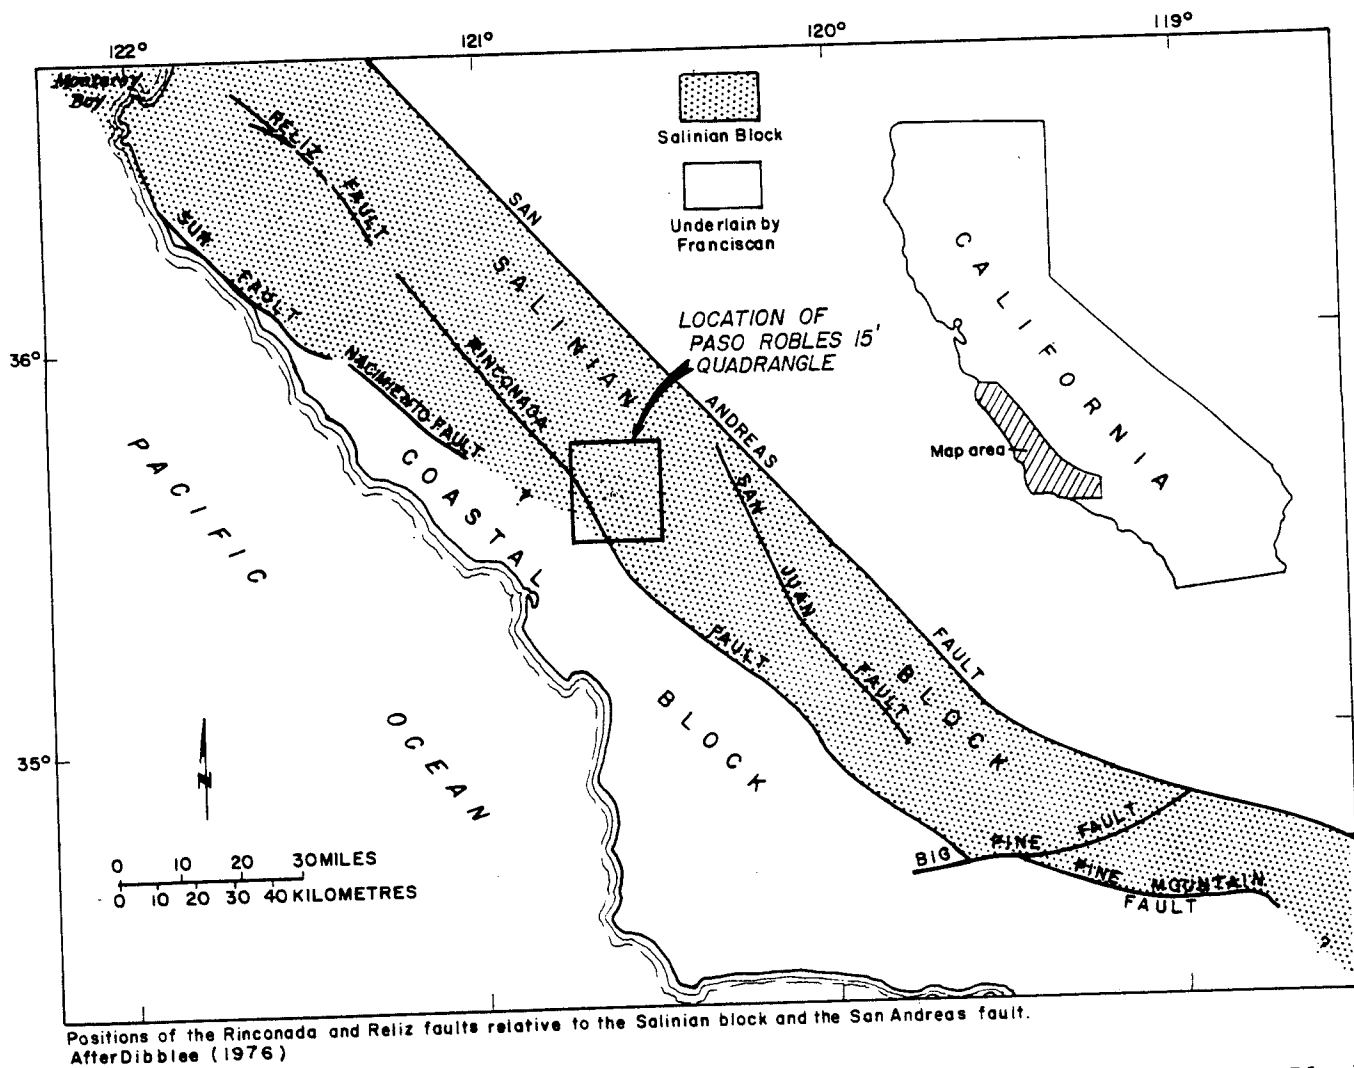 122°
121°
120°
119°
Monterey
Bay
RELIZ FAULT
SAN ANDREAS FAULT
SUR FAULT
NACIMIENTO FAULT
RINCONADA FAULT
SALINIAN BLOCK
Salinian Block
Underlain by
Franciscan
LOCATION OF
PASO ROBLES 15'
QUADRANGLE
CALIFORNIA
Map area
36°
?
SAN JUAN FAULT
COASTAL BLOCK
PACIFIC OCEAN
35°
N
0 10 20 30 MILES
0 10 20 30 40 KILOMETRES
BIG PINE FAULT
PINE MOUNTAIN
FAULT
?
Positions of the Rinconada and Reliz faults relative to the Salinian block and the San Andreas fault.
After Dibblee (1976)